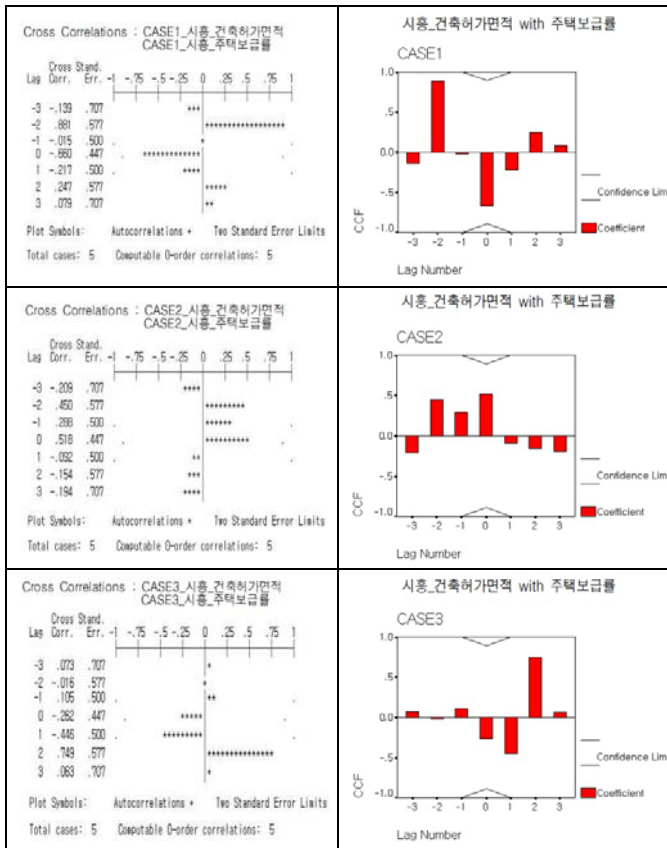 Cross Correlations : CASE1_시흥_건축허가면적
CASE1_시흥_주택보급률
Cross Stand.
Lag Corr. Err. -1 -.75 -.5 -.25 0 .25 .5 .75 1
-3 -.139 .707 ***
-2 .881 .577 ******************
-1 -.015 .500 . * .
0 -.660 .447 . ************* .
1 -.217 .500 . **** .
2 .247 .577 *****
3 .079 .707 **
Plot Symbols: Autocorrelations * Two Standard Error Limits .
Total cases: 5 Computable 0-order correlations: 5
시흥_건축허가면적 with 주택보급률
CASE1
1.0
.5
0.0
-.5
-1.0
CCF
-3 -2 -1 0 1 2 3
Lag Number
Confidence Lim
Coefficient
Cross Correlations : CASE2_시흥_건축허가면적
CASE2_시흥_주택보급률
Cross Stand.
Lag Corr. Err. -1 -.75 -.5 -.25 0 .25 .5 .75 1
-3 -.209 .707 ****
-2 .450 .577 *********
-1 .288 .500 . ****** .
0 .518 .447 . ********** .
1 -.092 .500 . ** .
2 -.154 .577 ***
3 -.194 .707 ****
Plot Symbols: Autocorrelations * Two Standard Error Limits .
Total cases: 5 Computable 0-order correlations: 5
시흥_건축허가면적 with 주택보급률
CASE2
1.0
.5
0.0
-.5
-1.0
CCF
-3 -2 -1 0 1 2 3
Lag Number
Confidence Lim
Coefficient
Cross Correlations : CASE3_시흥_건축허가면적
CASE3_시흥_주택보급률
Cross Stand.
Lag Corr. Err. -1 -.75 -.5 -.25 0 .25 .5 .75 1
-3 .073 .707 *
-2 -.016 .577 *
-1 .105 .500 . ** .
0 -.262 .447 . ***** .
1 -.446 .500 . ********* .
2 .749 .577 ***************
3 .063 .707 *
Plot Symbols: Autocorrelations * Two Standard Error Limits .
Total cases: 5 Computable 0-order correlations: 5
시흥_건축허가면적 with 주택보급률
CASE3
1.0
.5
0.0
-.5
-1.0
CCF
-3 -2 -1 0 1 2 3
Lag Number
Confidence Lim
Coefficient